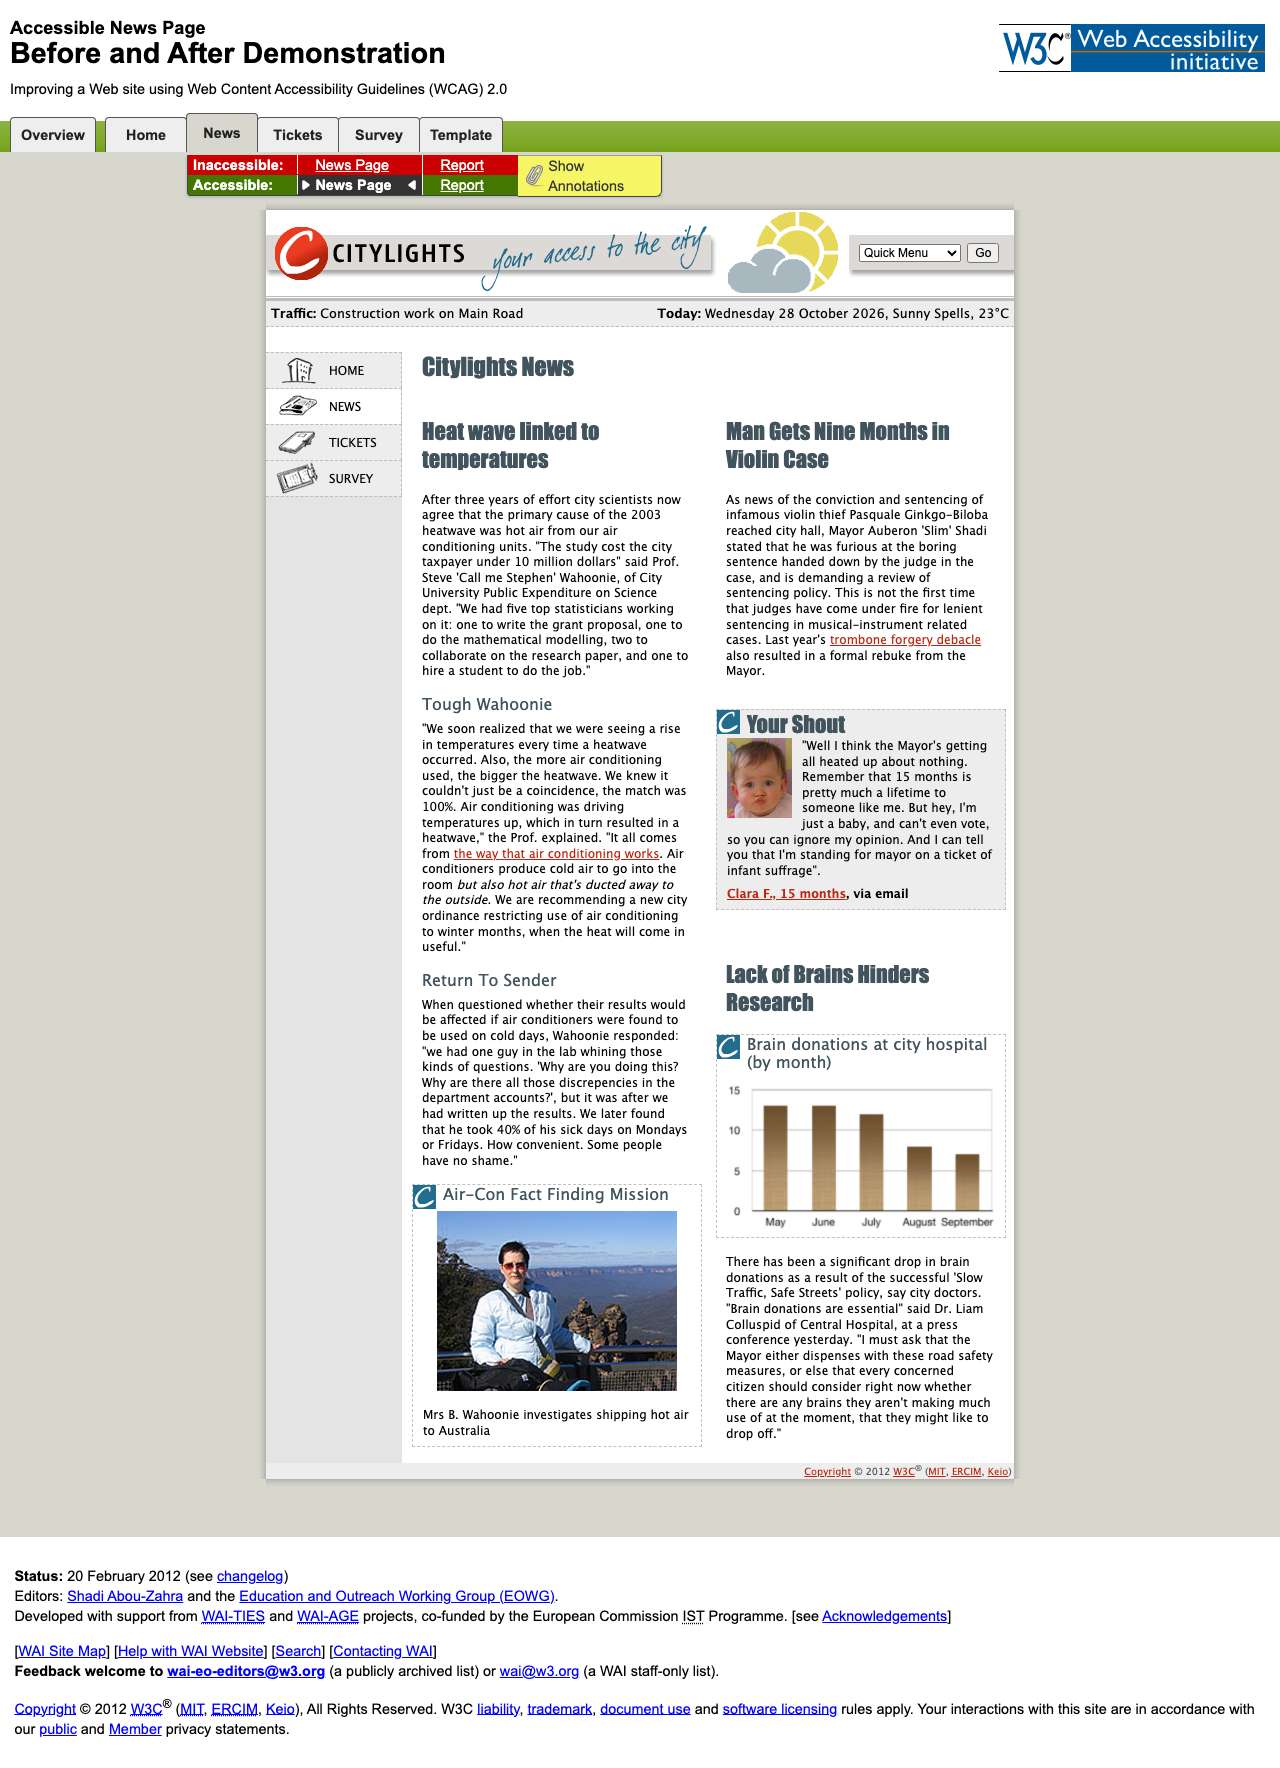 Accessible News Page
Before and After Demonstration
Improving a Web site using Web Content Accessibility Guidelines (WCAG) 2.0
W3C® Web Accessibility
initiative
Overview Home News Tickets Survey Template
Inaccessible: News Page Report
Accessible: News Page Report
Show
Annotations
CITYLIGHTS your access to the city
Quick Menu Go
Traffic: Construction work on Main Road
Today: Wednesday 28 October 2026, Sunny Spells, 23°C
HOME
NEWS
TICKETS
SURVEY
Citylights News
Heat wave linked to
temperatures
After three years of effort city scientists now
agree that the primary cause of the 2003
heatwave was hot air from our air
conditioning units. "The study cost the city
taxpayer under 10 million dollars" said Prof.
Steve 'Call me Stephen' Wahoonie, of City
University Public Expenditure on Science
dept. "We had five top statisticians working
on it: one to write the grant proposal, one to
do the mathematical modelling, two to
collaborate on the research paper, and one to
hire a student to do the job."
Tough Wahoonie
"We soon realized that we were seeing a rise
in temperatures every time a heatwave
occurred. Also, the more air conditioning
used, the bigger the heatwave. We knew it
couldn't just be a coincidence, the match was
100%. Air conditioning was driving
temperatures up, which in turn resulted in a
heatwave," the Prof. explained. "It all comes
from the way that air conditioning works. Air
conditioners produce cold air to go into the
room but also hot air that's ducted away to
the outside. We are recommending a new city
ordinance restricting use of air conditioning
to winter months, when the heat will come in
useful."
Return To Sender
When questioned whether their results would
be affected if air conditioners were found to
be used on cold days, Wahoonie responded:
"we had one guy in the lab whining those
kinds of questions. 'Why are you doing this?
Why are there all those discrepencies in the
department accounts?', but it was after we
had written up the results. We later found
that he took 40% of his sick days on Mondays
or Fridays. How convenient. Some people
have no shame."
Air-Con Fact Finding Mission
Mrs B. Wahoonie investigates shipping hot air
to Australia
Man Gets Nine Months in
Violin Case
As news of the conviction and sentencing of
infamous violin thief Pasquale Ginkgo-Biloba
reached city hall, Mayor Auberon 'Slim' Shadi
stated that he was furious at the boring
sentence handed down by the judge in the
case, and is demanding a review of
sentencing policy. This is not the first time
that judges have come under fire for lenient
sentencing in musical-instrument related
cases. Last year's trombone forgery debacle
also resulted in a formal rebuke from the
Mayor.
Your Shout
"Well I think the Mayor's getting
all heated up about nothing.
Remember that 15 months is
pretty much a lifetime to
someone like me. But hey, I'm
just a baby, and can't even vote,
so you can ignore my opinion. And I can tell
you that I'm standing for mayor on a ticket of
infant suffrage".
Clara F., 15 months, via email
Lack of Brains Hinders
Research
Brain donations at city hospital
(by month)
15
10
5
0
May June July August September
There has been a significant drop in brain
donations as a result of the successful 'Slow
Traffic, Safe Streets' policy, say city doctors.
"Brain donations are essential" said Dr. Liam
Colluspid of Central Hospital, at a press
conference yesterday. "I must ask that the
Mayor either dispenses with these road safety
measures, or else that every concerned
citizen should consider right now whether
there are any brains they aren't making much
use of at the moment, that they might like to
drop off."
Copyright © 2012 W3C® (MIT, ERCIM, Keio)
Status: 20 February 2012 (see changelog)
Editors: Shadi Abou-Zahra and the Education and Outreach Working Group (EOWG).
Developed with support from WAI-TIES and WAI-AGE projects, co-funded by the European Commission IST Programme. [see Acknowledgements]
[WAI Site Map] [Help with WAI Website] [Search] [Contacting WAI]
Feedback welcome to wai-eo-editors@w3.org (a publicly archived list) or wai@w3.org (a WAI staff-only list).
Copyright © 2012 W3C® (MIT, ERCIM, Keio), All Rights Reserved. W3C liability, trademark, document use and software licensing rules apply. Your interactions with this site are in accordance with
our public and Member privacy statements.